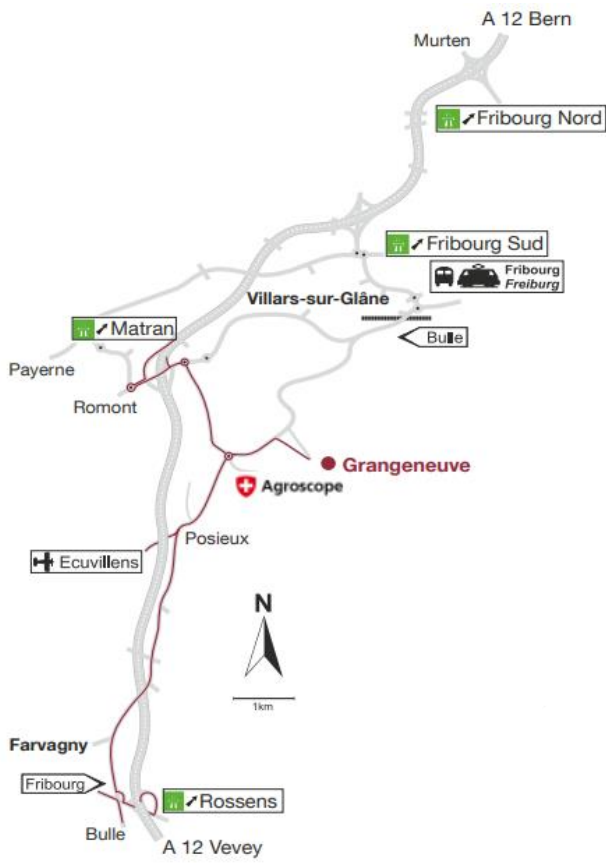 A 12 Bern
Murten
Fribourg Nord
Fribourg Sud
Fribourg
Freiburg
Villars-sur-Glâne
Matran
Bulle
Payerne
Romont
Grangeneuve
Agroscope
Posieux
Ecuvillens
N
1km
Farvagny
Fribourg
Rossens
Bulle
A 12 Vevey